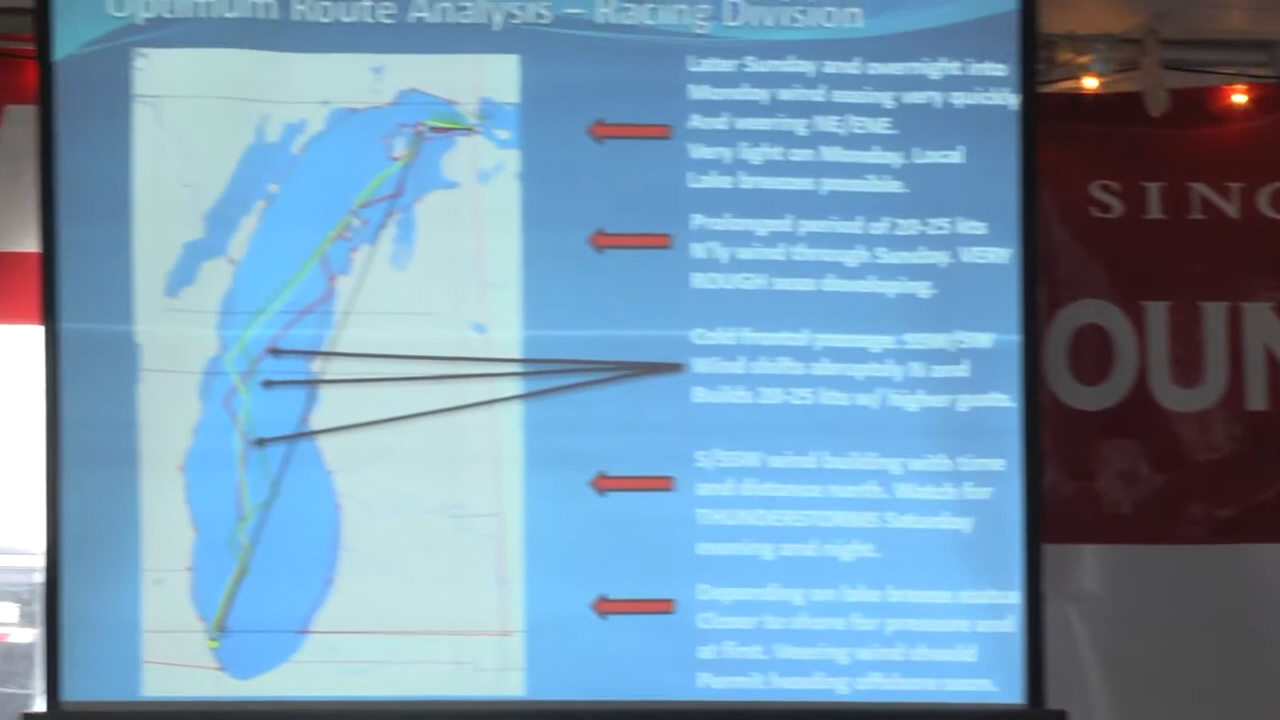 Optimum Route Analysis – Racing Division
Later Sunday and overnight into
Monday wind easing very quickly
And veering NE/ENE.
Very light on Monday. Local
Lake breeze possible.
Prolonged period of 20-25 kts
N'ly wind through Sunday. VERY
ROUGH seas developing.
Cold frontal passage. SSW/SW
Wind shifts abruptly N and
Builds 20-25 kts w/ higher gusts.
S/SSW wind building with time
and distance north. Watch for
THUNDERSTORMS Saturday
evening and night.
Depending on lake breeze status
Closer to shore for pressure
at first. Veering wind should
Permit heading offshore soon.
SING
OUN